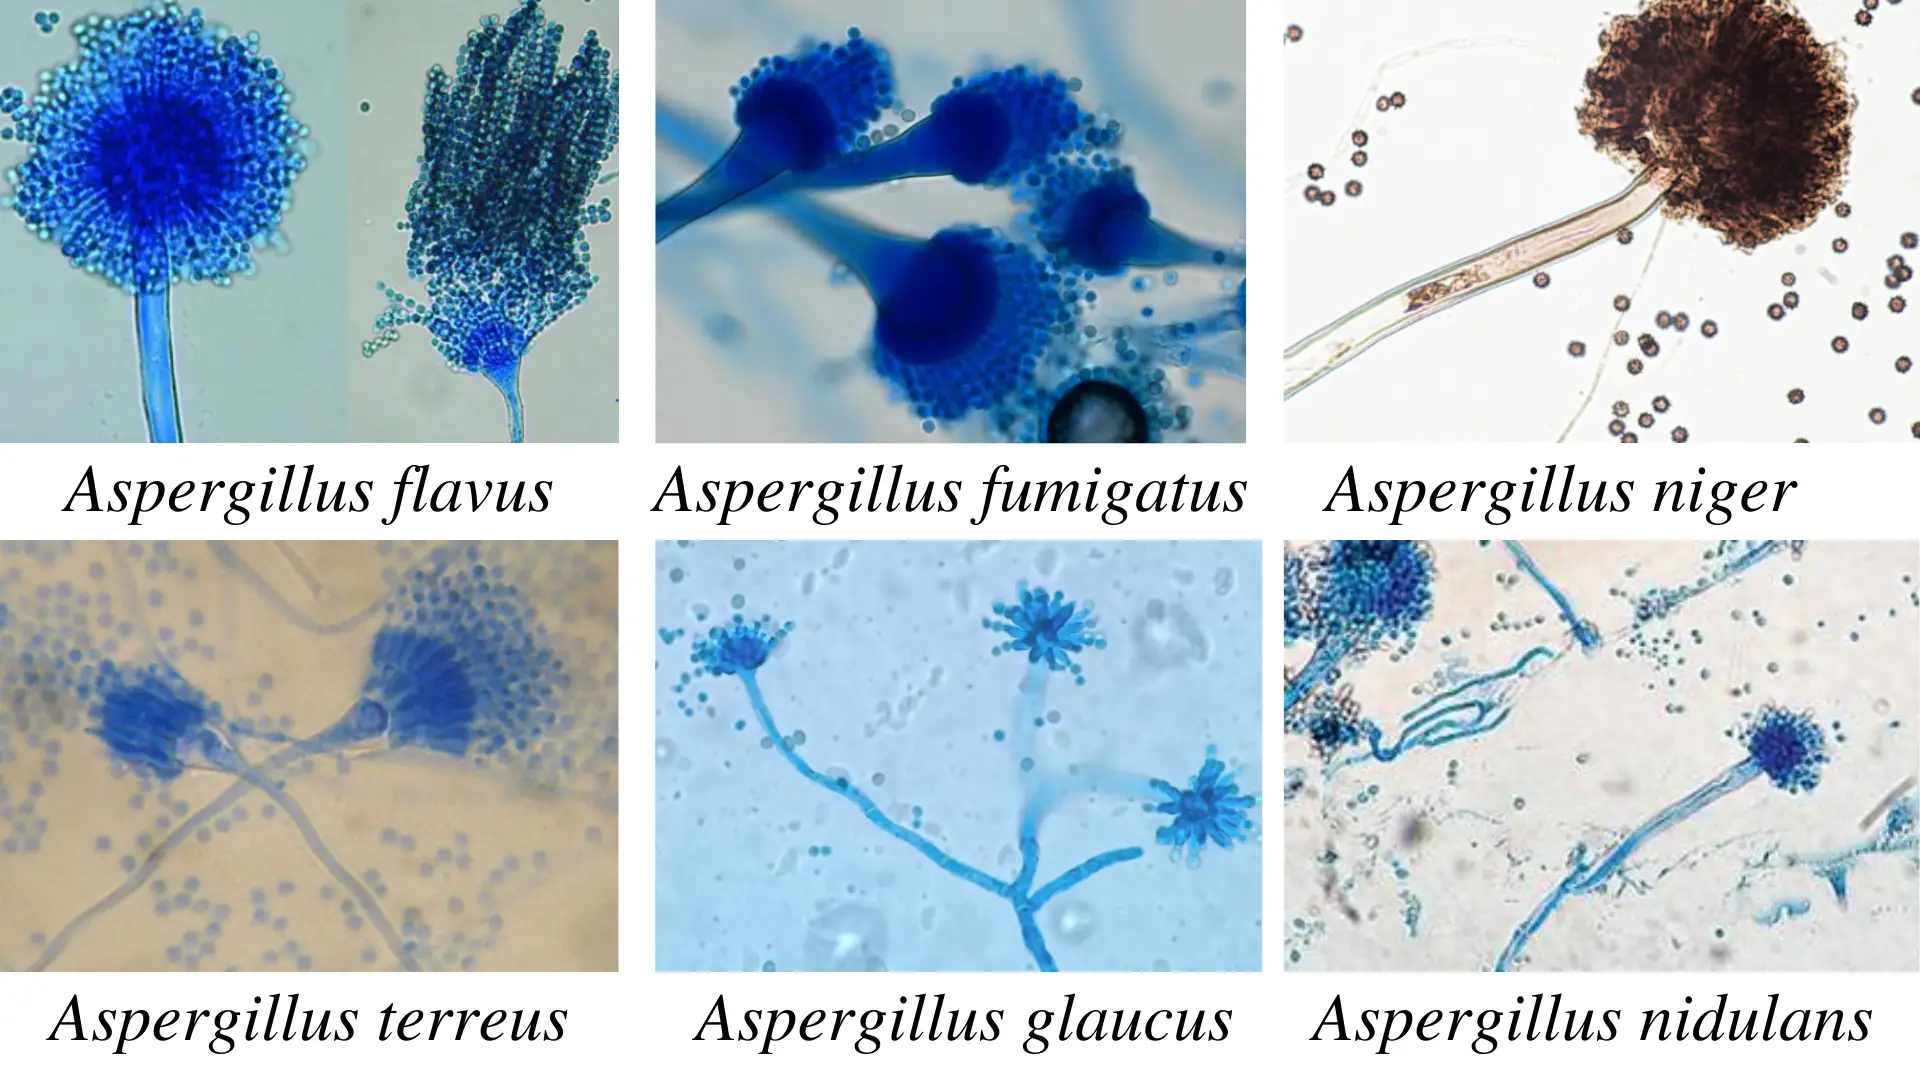 Aspergillus flavus
Aspergillus fumigatus
Aspergillus niger
Aspergillus terreus
Aspergillus glaucus
Aspergillus nidulans